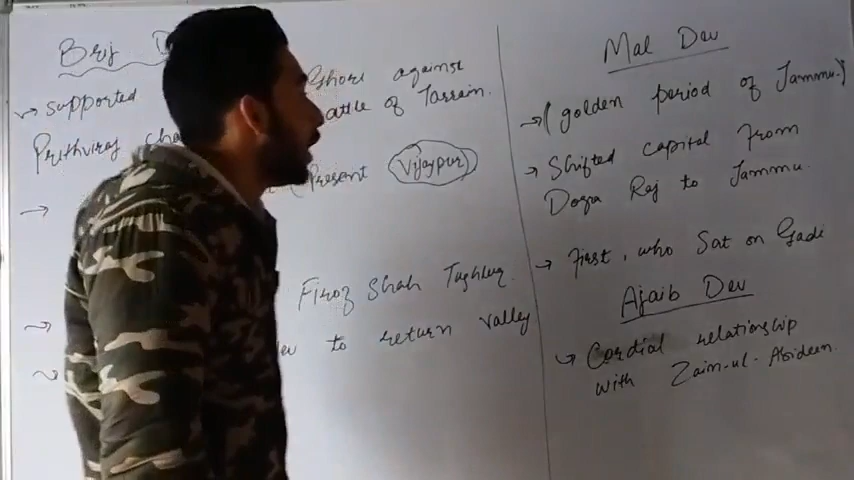 Brij
Supported Ghori against
Prithviraj attle of Tarrain.
(Present Vijaypur
Firoz Shah Tughluq.
to return valley
Mal Dev
(golden period of Jammu.)
Shifted capital From
Dogra Raj to Jammu.
First, who Sat on Gadi
Ajaib Dev
Cordial relationship
with Zain-ul-Abideen.